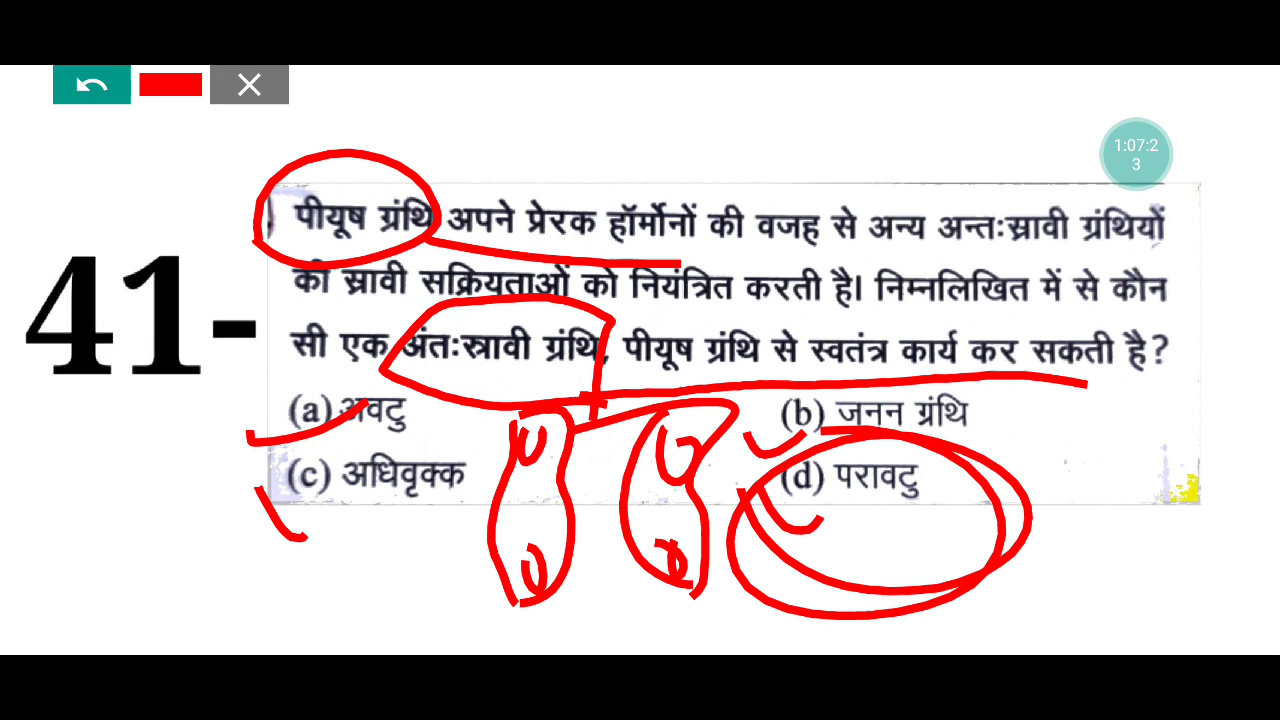 1:07:2
3
41-
पीयूष ग्रंथि अपने प्रेरक हॉर्मोनों की वजह से अन्य अन्तःस्रावी ग्रंथियों
की स्रावी सक्रियताओं को नियंत्रित करती है। निम्नलिखित में से कौन
सी एक अंतःस्रावी ग्रंथि, पीयूष ग्रंथि से स्वतंत्र कार्य कर सकती है?
(a) अवटु (b) जनन ग्रंथि
(c) अधिवृक्क (d) परावटु